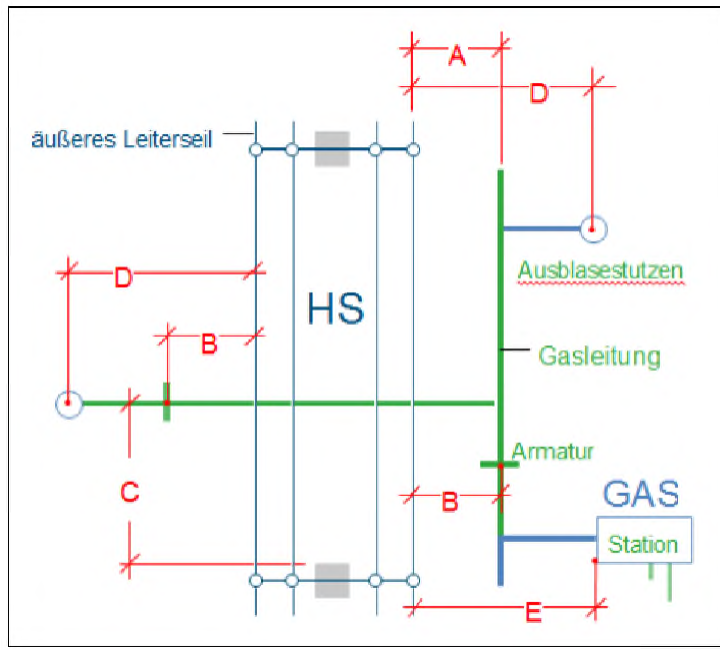 A
D
äußeres Leiterseil
Ausblasestutzen
D
HS
B
Gasleitung
Armatur
C
B
GAS
Station
E